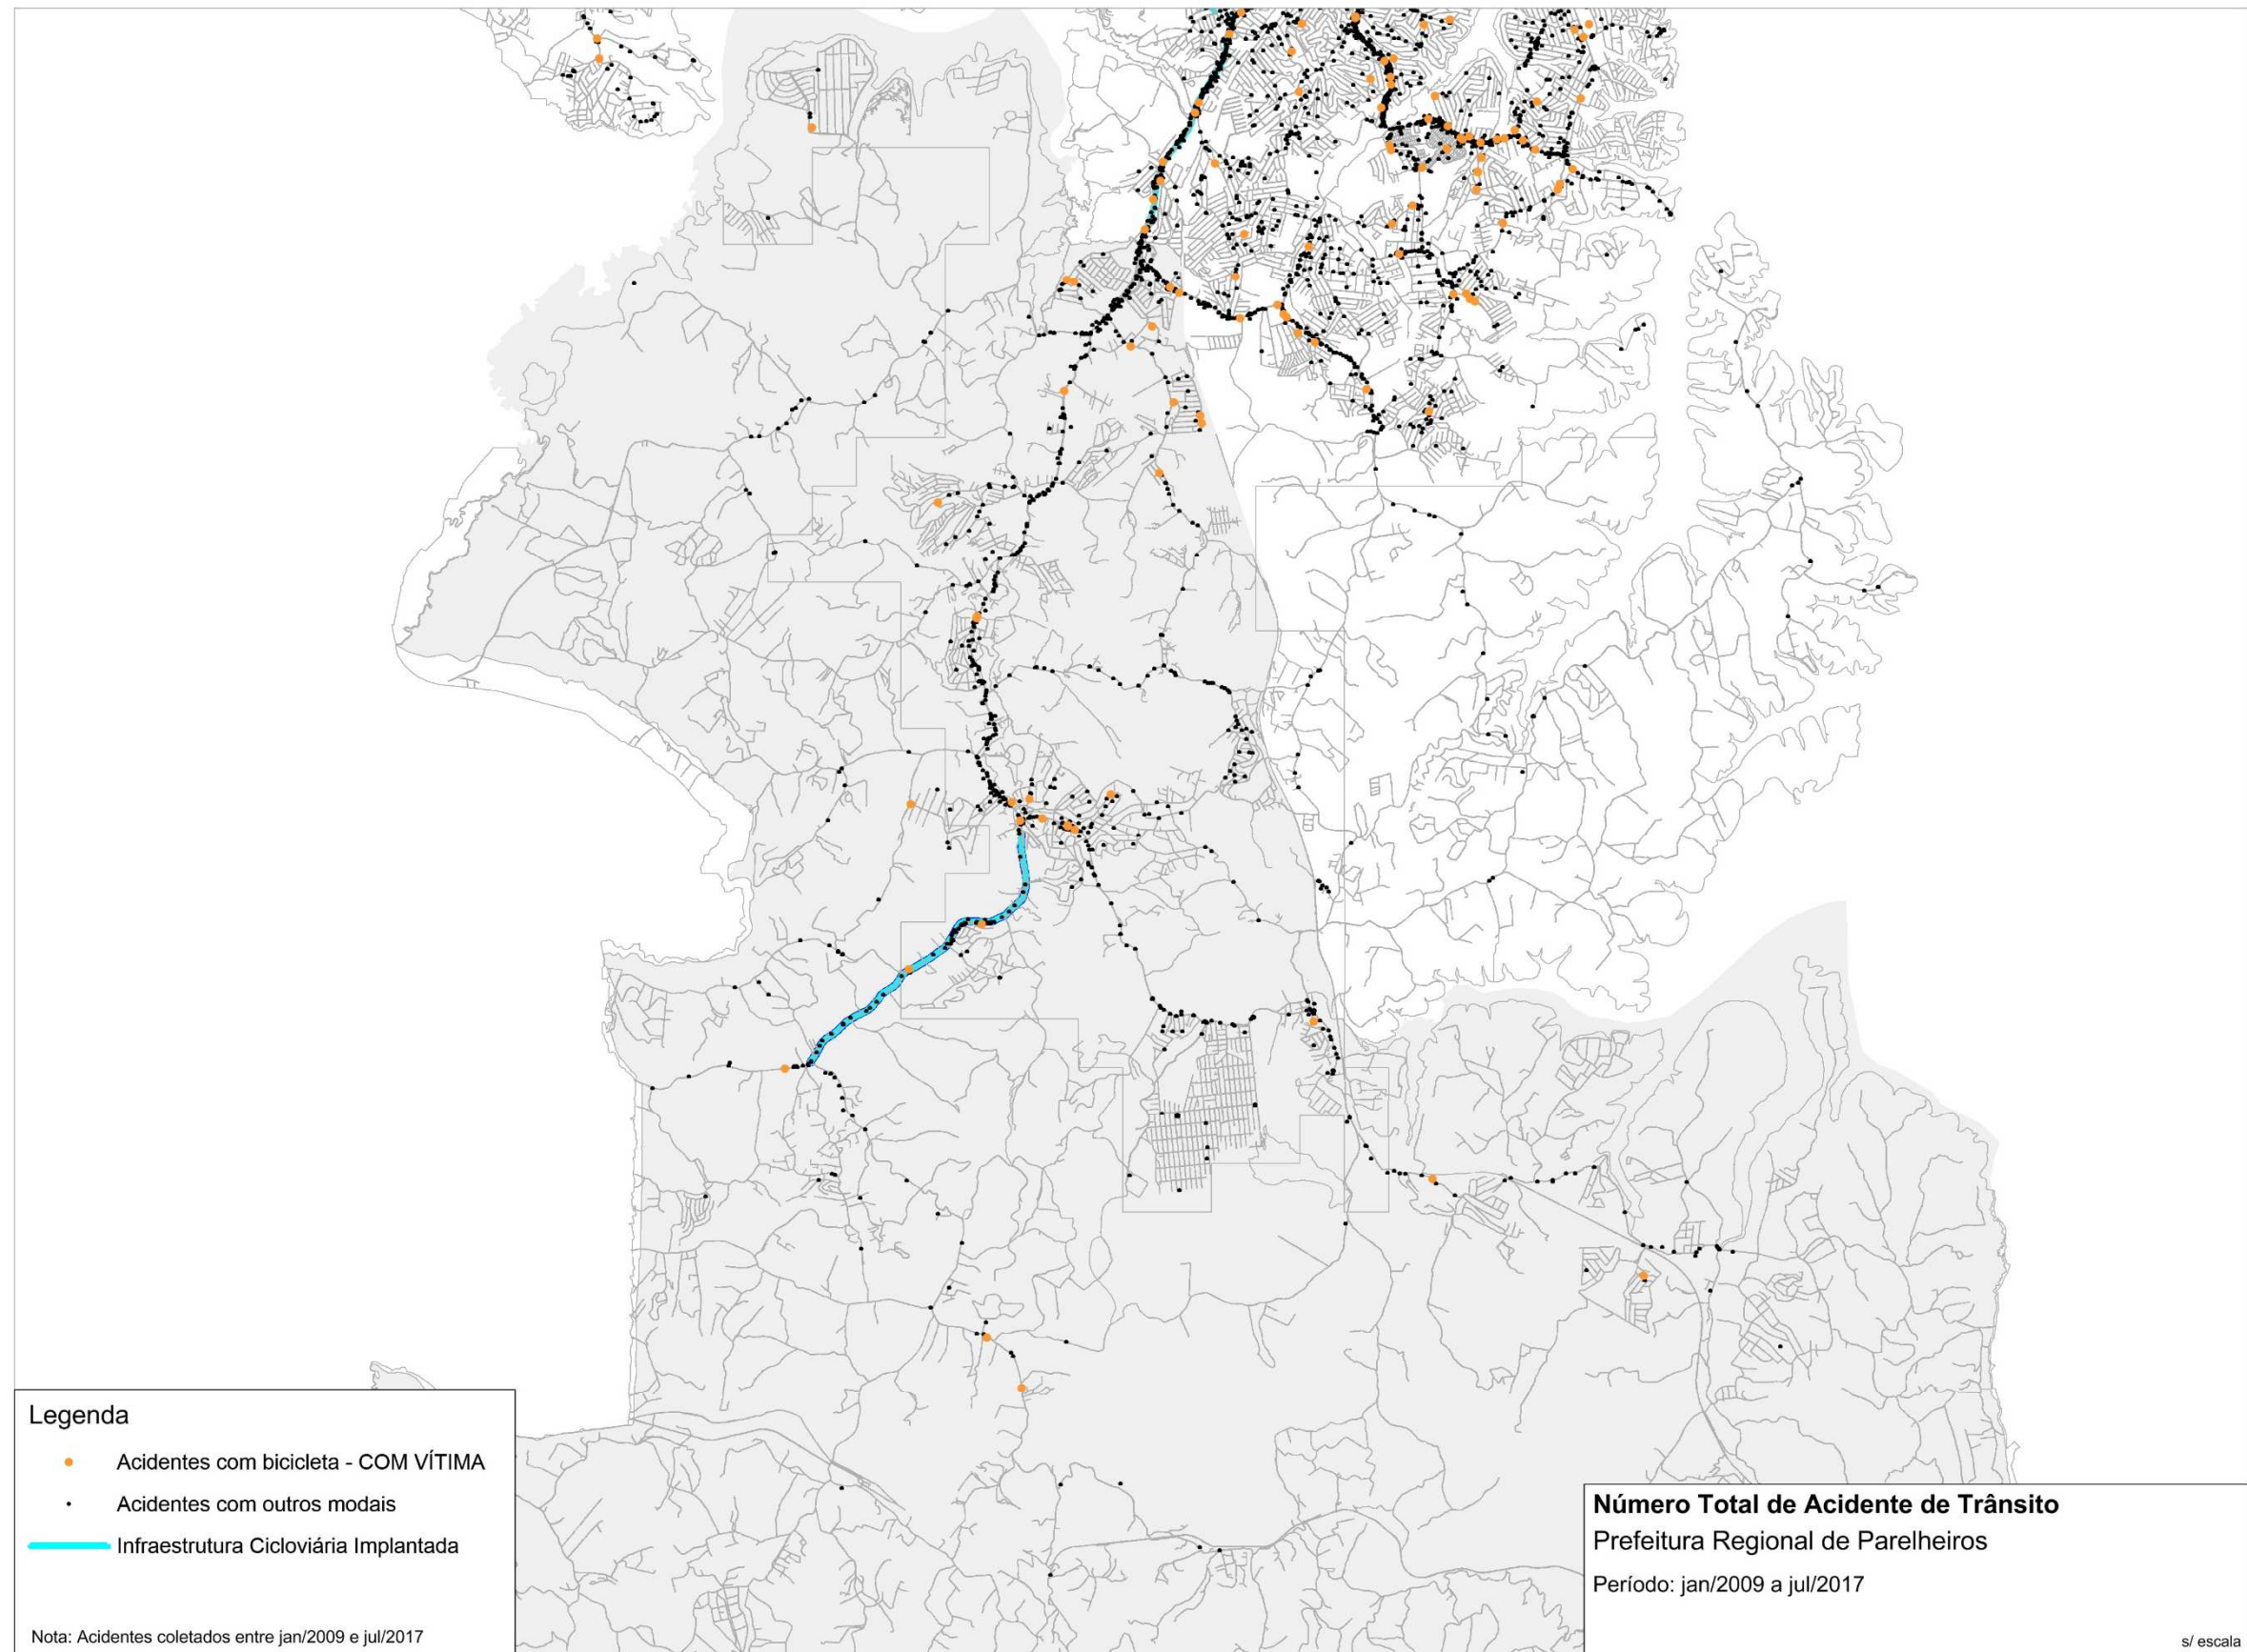 Legenda
Acidentes com bicicleta - COM VÍTIMA
Acidentes com outros modais
Infraestrutura Cicloviária Implantada
Nota: Acidentes coletados entre jan/2009 e jul/2017
Número Total de Acidente de Trânsito
Prefeitura Regional de Parelheiros
Período: jan/2009 a jul/2017
s/ escala